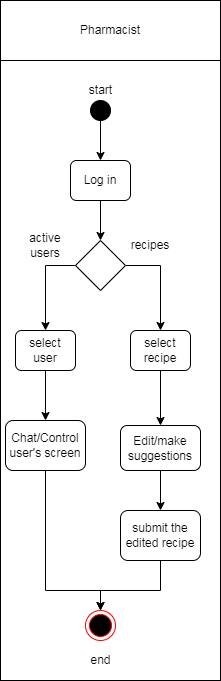 Pharmacist
start
Log in
active
users
recipes
select
user
select
recipe
Chat/Control
user's screen
Edit/make
suggestions
submit the
edited recipe
end